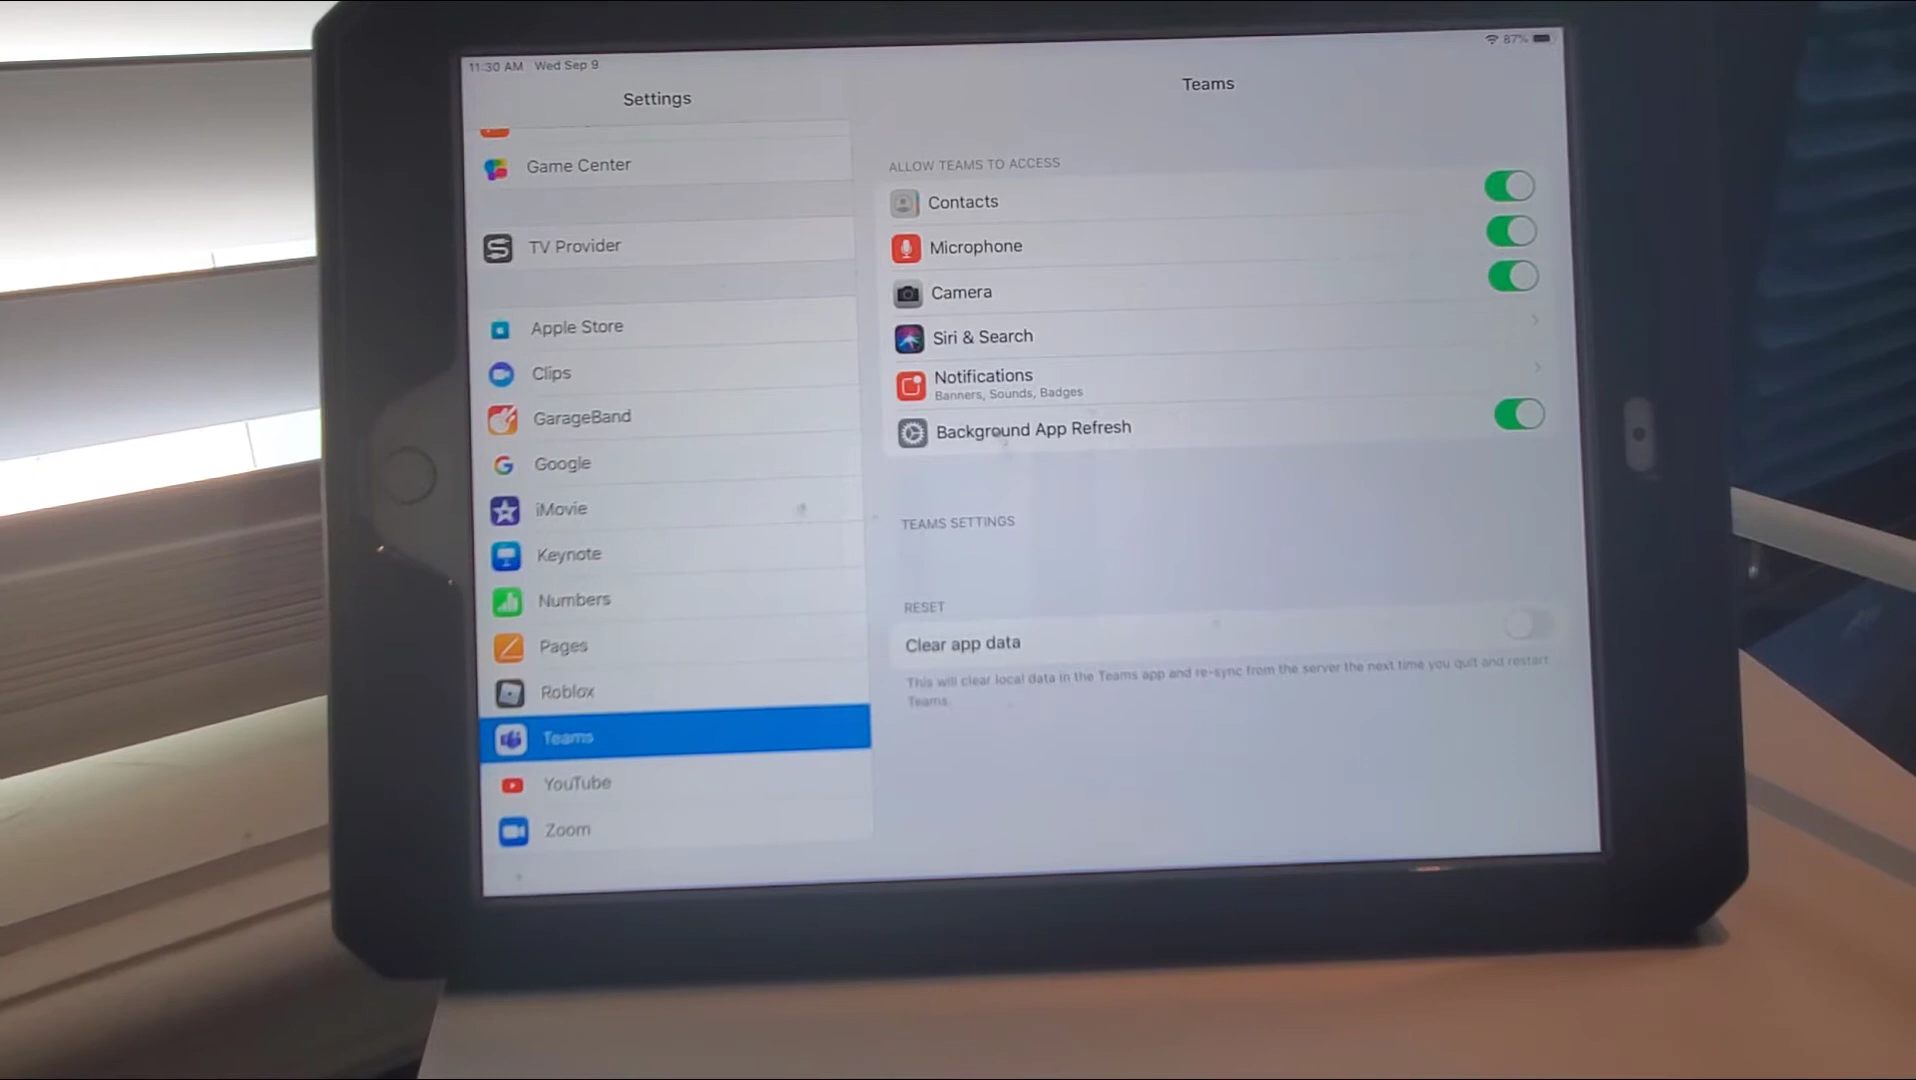 11:30 AM Wed Sep 9
87%
Settings
Game Center
TV Provider
Apple Store
Clips
GarageBand
Google
iMovie
Keynote
Numbers
Pages
Roblox
Teams
YouTube
Zoom
Teams
ALLOW TEAMS TO ACCESS
Contacts
Microphone
Camera
Siri & Search
Notifications
Banners, Sounds, Badges
Background App Refresh
TEAMS SETTINGS
RESET
Clear app data
This will clear local data in the Teams app and re-sync from the server the next time you quit and restart
Teams.